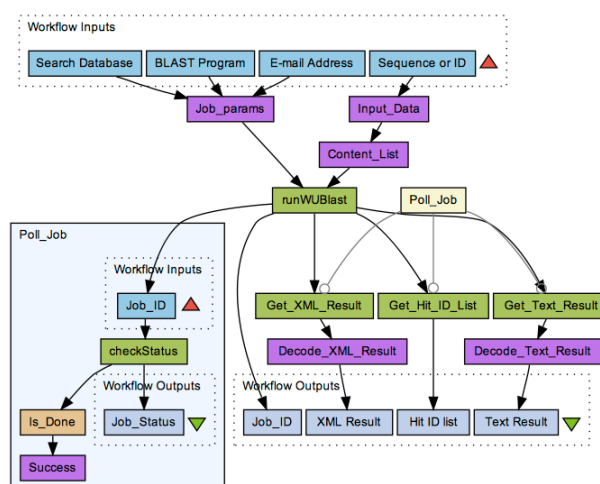 Workflow Inputs
Search Database
BLAST Program
E-mail Address
Sequence or ID
Job_params
Input_Data
Content_List
runWUBlast
Poll_Job
Poll_Job
Workflow Inputs
Job_ID
Get_XML_Result
Get_Hit_ID_List
Get_Text_Result
checkStatus
Decode_XML_Result
Decode_Text_Result
Workflow Outputs
Workflow Outputs
Is_Done
Job_Status
Job_ID
XML Result
Hit ID list
Text Result
Success